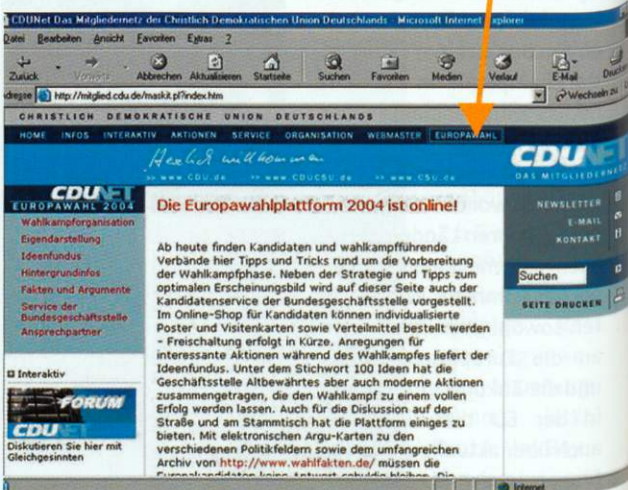 CDUNet Das Mitgliedernetz der Christlich Demokratischen Union Deutschlands - Microsoft Internet Explorer
Datei Bearbeiten Ansicht Favoriten Extras ?
Zurück Vorwärts Abbrechen Aktualisieren Startseite Suchen Favoriten Medien Verlauf E-Mail Drucken
Adresse http://mitglied.cdu.de/maskit.pl?index.htm Wechseln zu
CHRISTLICH DEMOKRATISCHE UNION DEUTSCHLANDS
HOME INFOS INTERAKTIV AKTIONEN SERVICE ORGANISATION WEBMASTER EUROPAWAHL
Herzlich willkommen
>> www.CDU.de >> www.CDUCSU.de >> www.CSU.de
CDUNET
DAS MITGLIEDERNETZ
CDUNET
EUROPAWAHL 2004
Wahlkampforganisation
Eigendarstellung
Ideenfundus
Hintergrundinfos
Fakten und Argumente
Service der
Bundesgeschäftsstelle
Ansprechpartner
Interaktiv
FORUM
CDU
Diskutieren Sie hier mit
Gleichgesinnten
Die Europawahlplattform 2004 ist online!
Ab heute finden Kandidaten und wahlkampfführende
Verbände hier Tipps und Tricks rund um die Vorbereitung
der Wahlkampfphase. Neben der Strategie und Tipps zum
optimalen Erscheinungsbild wird auf dieser Seite auch der
Kandidatenservice der Bundesgeschäftsstelle vorgestellt.
Im Online-Shop für Kandidaten können individualisierte
Poster und Visitenkarten sowie Verteilmittel bestellt werden
- Freischaltung erfolgt in Kürze. Anregungen für
interessante Aktionen während des Wahlkampfes liefert der
Ideenfundus. Unter dem Stichwort 100 Ideen hat die
Geschäftsstelle Altbewährtes aber auch moderne Aktionen
zusammengetragen, die den Wahlkampf zu einem vollen
Erfolg werden lassen. Auch für die Diskussion auf der
Straße und am Stammtisch hat die Plattform einiges zu
bieten. Mit elektronischen Argu-Karten zu den
verschiedenen Politikfeldern sowie dem umfangreichen
Archiv von http://www.wahlfakten.de/ müssen die
Europakandidaten keine Antwort schuldig bleiben. Die
NEWSLETTER
E-MAIL
KONTAKT
Suchen
SEITE DRUCKEN
Internet